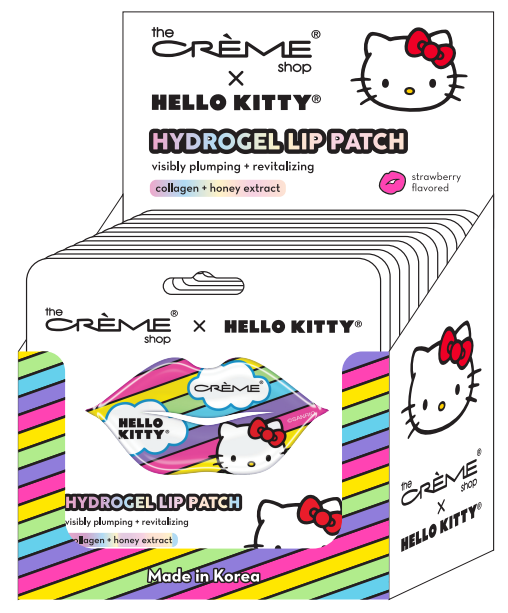 the
CRÈME®
shop
×
HELLO KITTY®
HYDROGEL LIP PATCH
visibly plumping + revitalizing
collagen + honey extract
strawberry
flavored
the
CRÈME®
shop
×
HELLO KITTY®
CRÈME®
HELLO
KITTY®
©SANRIO
HYDROGEL LIP PATCH
visibly plumping + revitalizing
collagen + honey extract
Made in Korea
the
CRÈME®
shop
×
HELLO KITTY®